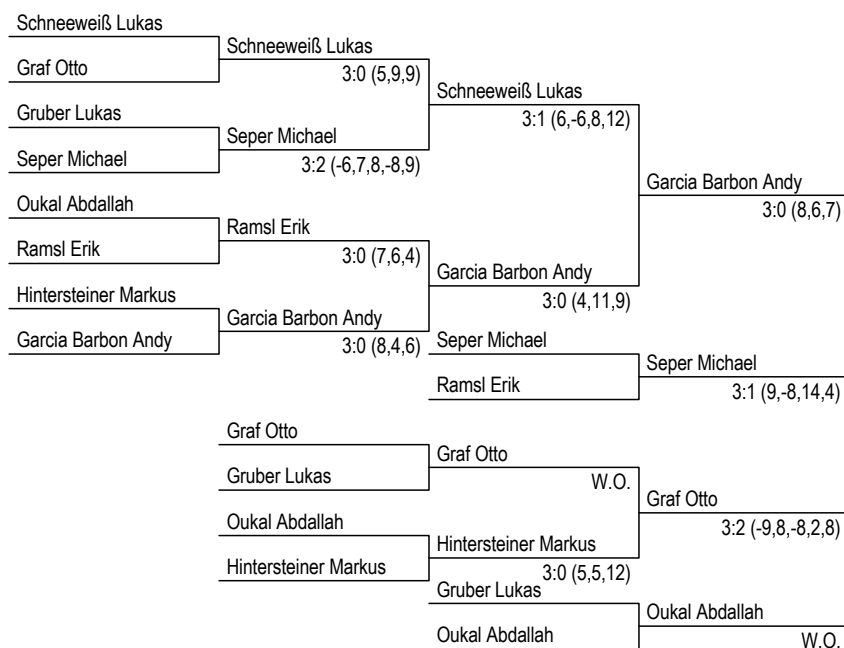 Schneeweiß Lukas
Schneeweiß Lukas
Graf Otto
3:0 (5,9,9)
Schneeweiß Lukas
Gruber Lukas
3:1 (6,-6,8,12)
Seper Michael
Seper Michael
3:2 (-6,7,8,-8,9)
Garcia Barbon Andy
Oukal Abdallah
3:0 (8,6,7)
Ramsl Erik
Ramsl Erik
3:0 (7,6,4)
Garcia Barbon Andy
Hintersteiner Markus
3:0 (4,11,9)
Garcia Barbon Andy
Garcia Barbon Andy
3:0 (8,4,6)
Seper Michael
Seper Michael
Ramsl Erik
3:1 (9,-8,14,4)
Graf Otto
Graf Otto
Gruber Lukas
W.O.
Graf Otto
Oukal Abdallah
3:2 (-9,8,-8,2,8)
Hintersteiner Markus
Hintersteiner Markus
3:0 (5,5,12)
Gruber Lukas
Oukal Abdallah
Oukal Abdallah
W.O.